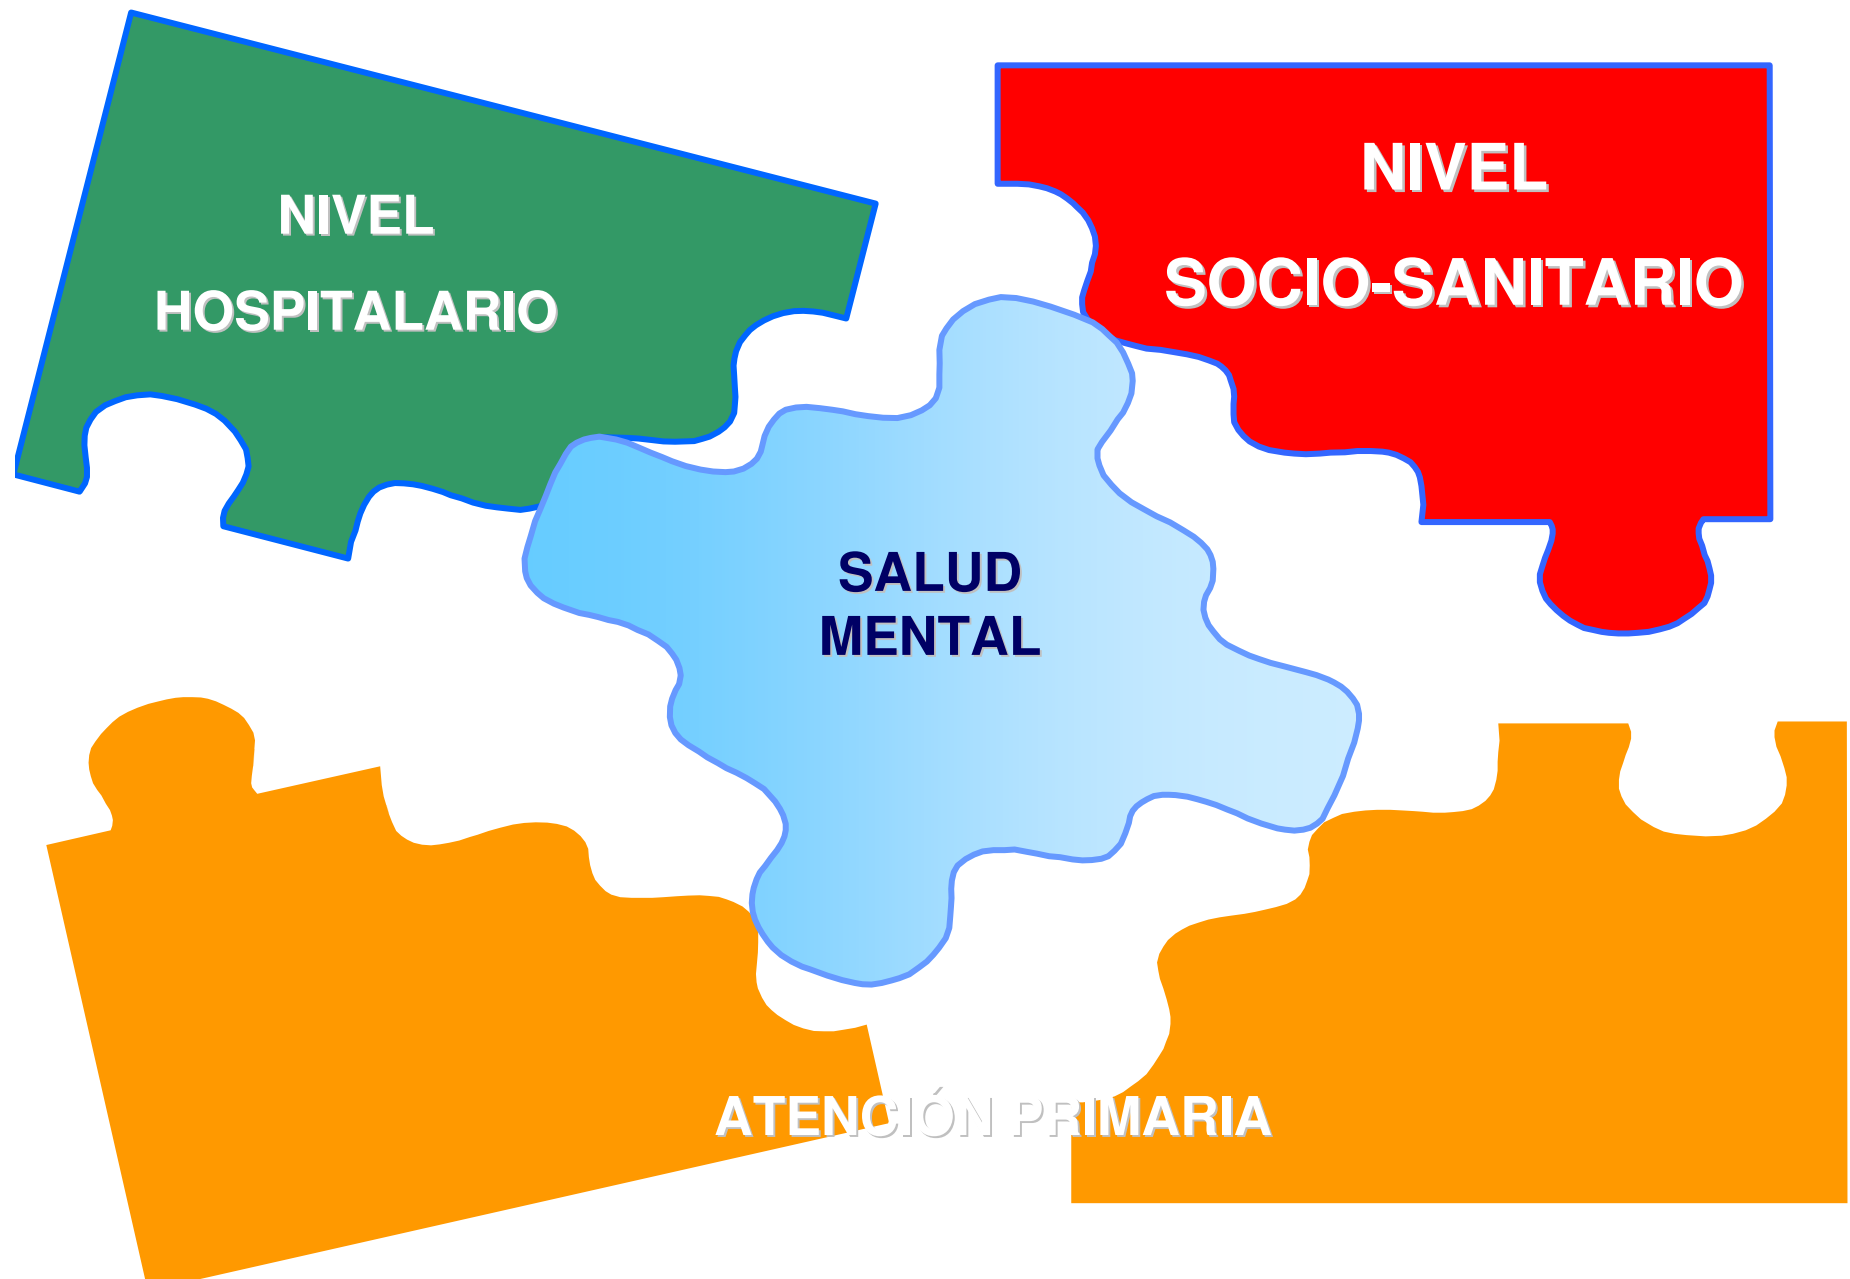 NIVEL
HOSPITALARIO
NIVEL
SOCIO-SANITARIO
SALUD
MENTAL
ATENCIÓN PRIMARIA